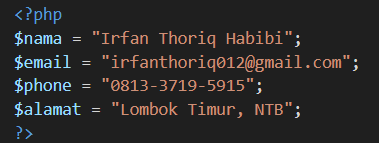 <?php
$nama = "Irfan Thoriq Habibi";
$email = "irfanthoriq012@gmail.com";
$phone = "0813-3719-5915";
$alamat = "Lombok Timur, NTB";
?>